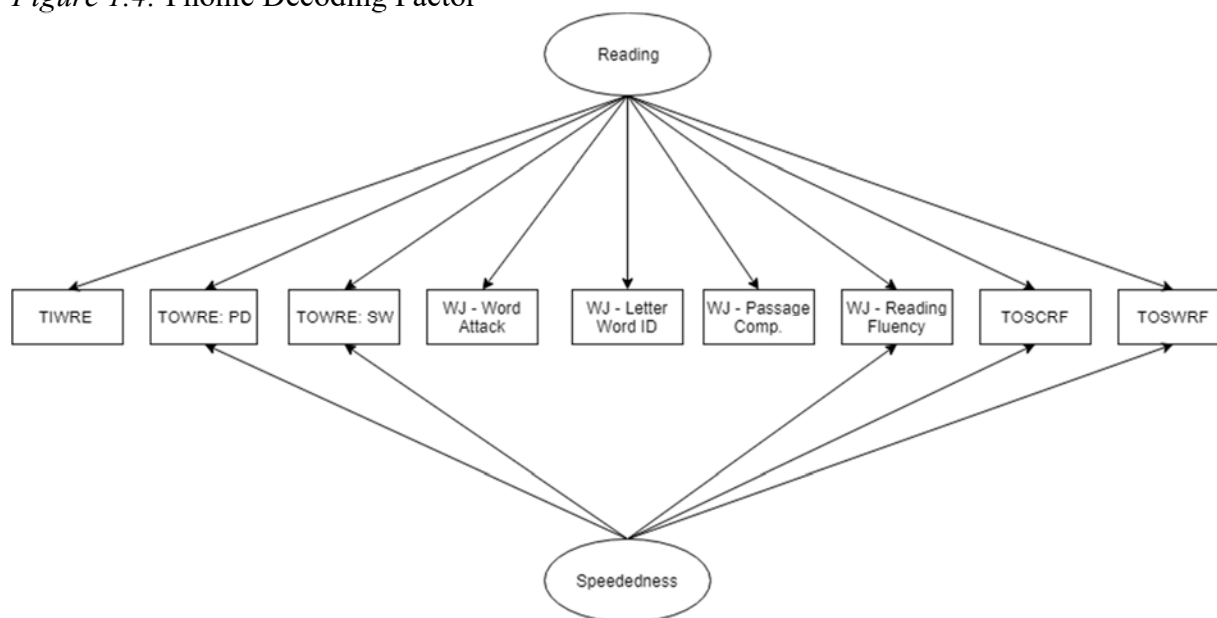 Figure 1.4: Phonic Decoding Factor
Reading
TIWRE
TOWRE: PD
TOWRE: SW
WJ - Word
Attack
WJ - Letter
Word ID
WJ - Passage
Comp.
WJ - Reading
Fluency
TOSCRF
TOSWRF
Speededness